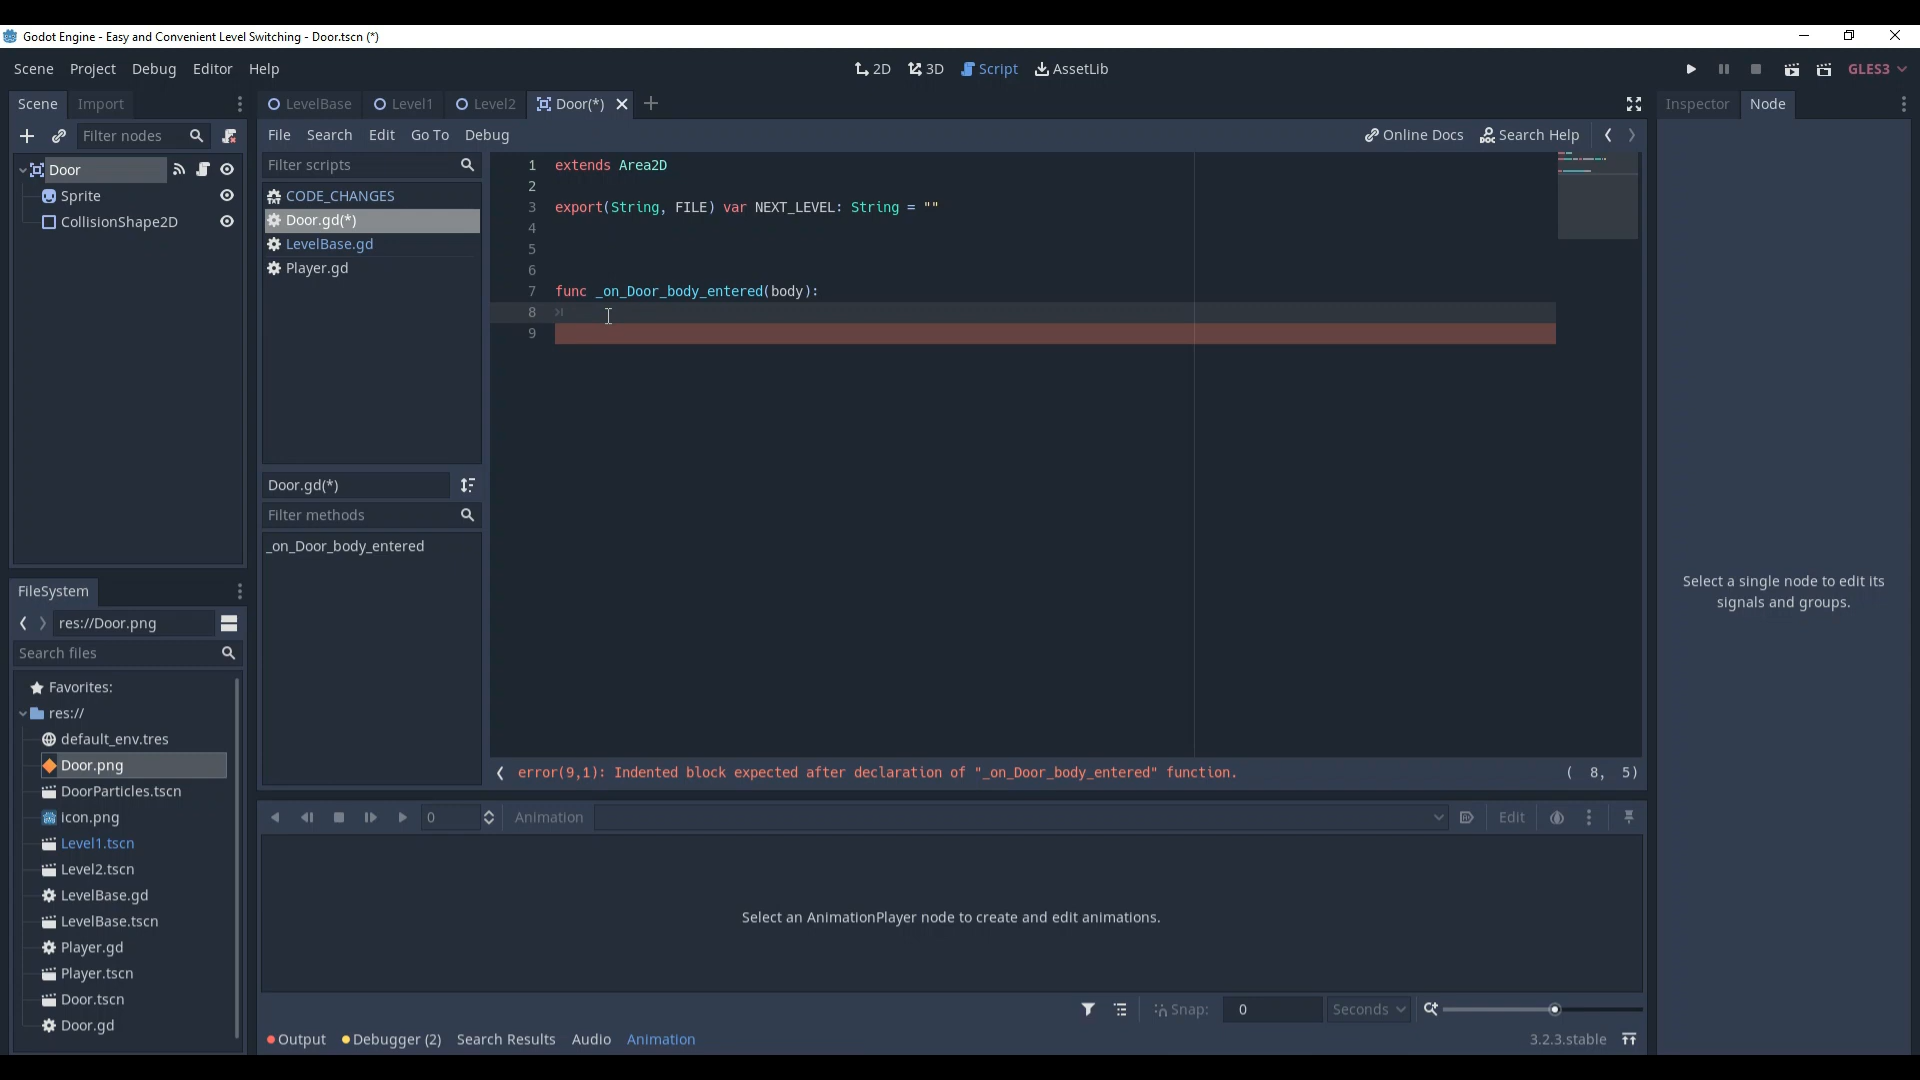 Godot Engine - Easy and Convenient Level Switching - Door.tscn (*)
Scene Project Debug Editor Help
2D 3D Script AssetLib
GLES3
Scene Import
LevelBase Level1 Level2 Door(*)
Inspector Node
Filter nodes
File Search Edit Go To Debug
Online Docs Search Help
Door
Sprite
CollisionShape2D
Filter scripts
CODE_CHANGES
Door.gd(*)
LevelBase.gd
Player.gd
Door.gd(*)
Filter methods
_on_Door_body_entered
1 extends Area2D
2
3 export(String, FILE) var NEXT_LEVEL: String = ""
4
5
6
7 func _on_Door_body_entered(body):
8
9
error(9,1): Indented block expected after declaration of "_on_Door_body_entered" function.
( 8, 5)
Select a single node to edit its
signals and groups.
FileSystem
res://Door.png
Search files
Favorites:
res://
default_env.tres
Door.png
DoorParticles.tscn
icon.png
Level1.tscn
Level2.tscn
LevelBase.gd
LevelBase.tscn
Player.gd
Player.tscn
Door.tscn
Door.gd
0 Animation Edit
Select an AnimationPlayer node to create and edit animations.
Snap: 0 Seconds
Output Debugger (2) Search Results Audio Animation
3.2.3.stable